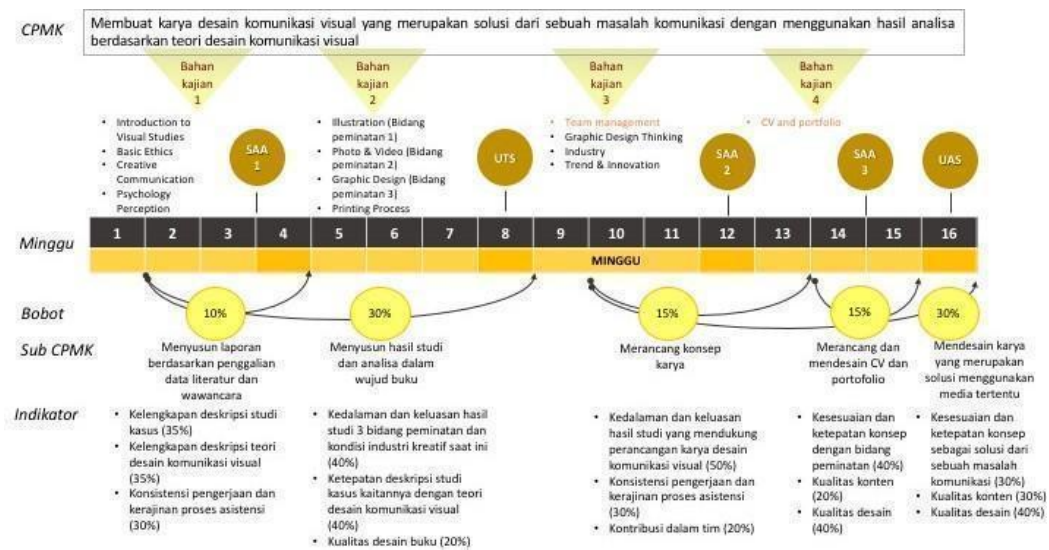 CPMK
Membuat karya desain komunikasi visual yang merupakan solusi dari sebuah masalah komunikasi dengan menggunakan hasil analisa
berdasarkan teori desain komunikasi visual
Bahan
kajian
1
Bahan
kajian
2
Bahan
kajian
3
Bahan
kajian
4
• Introduction to
Visual Studies
• Basic Ethics
• Creative
Communication
• Psychology
Perception
SAA
1
• Illustration (Bidang
peminatan 1)
• Photo & Video (Bidang
peminatan 2)
• Graphic Design (Bidang
peminatan 3)
• Printing Process
UTS
• Team management
• Graphic Design Thinking
• Industry
• Trend & Innovation
SAA
2
• CV and portfolio
SAA
3
UAS
Minggu
1 2 3 4 5 6 7 8 9 10 11 12 13 14 15 16
MINGGU
Bobot
10%
30%
15%
15%
30%
Sub CPMK
Menyusun laporan
berdasarkan penggalian
data literatur dan
wawancara
Menyusun hasil studi
dan analisa dalam
wujud buku
Merancang konsep
karya
Merancang dan
mendesain CV dan
portofolio
Mendesain karya
yang merupakan
solusi menggunakan
media tertentu
Indikator
• Kelengkapan deskripsi studi
kasus (35%)
• Kelengkapan deskripsi teori
desain komunikasi visual
(35%)
• Konsistensi pengerjaan dan
kerajinan proses asistensi
(30%)
• Kedalaman dan keluasan hasil
studi 3 bidang peminatan dan
kondisi industri kreatif saat ini
(40%)
• Ketepatan deskripsi studi
kasus kaitannya dengan teori
desain komunikasi visual
(40%)
• Kualitas desain buku (20%)
• Kedalaman dan keluasan
hasil studi yang mendukung
perancangan karya desain
komunikasi visual (50%)
• Konsistensi pengerjaan dan
kerajinan proses asistensi
(30%)
• Kontribusi dalam tim (20%)
• Kesesuaian dan
ketepatan konsep
dengan bidang
peminatan (40%)
• Kualitas konten
(20%)
• Kualitas desain
(40%)
• Kesesuaian dan
ketepatan konsep
sebagai solusi dari
sebuah masalah
komunikasi (30%)
• Kualitas konten (30%)
• Kualitas desain (40%)